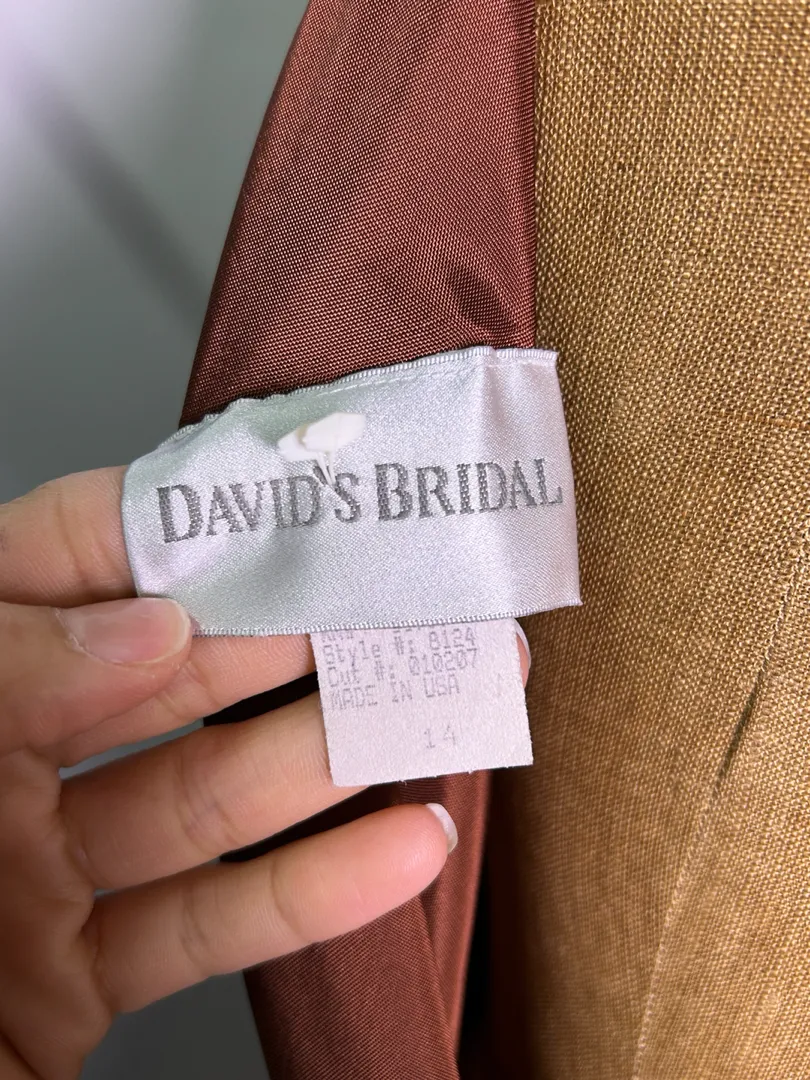 DAVID'S BRIDAL
Style #: 8124
Cut #: 010207
MADE IN USA
14